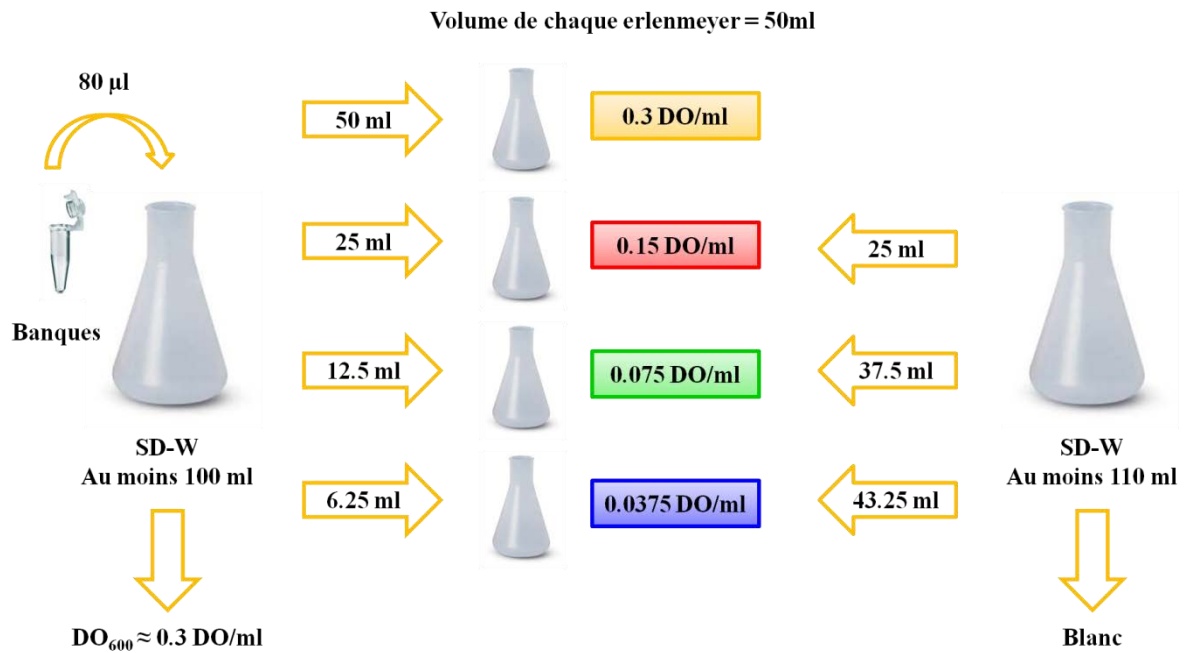 Volume de chaque erlenmeyer = 50ml
80 µl
50 ml
0.3 DO/ml
25 ml
0.15 DO/ml
25 ml
Banques
12.5 ml
0.075 DO/ml
37.5 ml
SD-W
Au moins 100 ml
SD-W
Au moins 110 ml
6.25 ml
0.0375 DO/ml
43.25 ml
DO₆₀₀ ≈ 0.3 DO/ml
Blanc